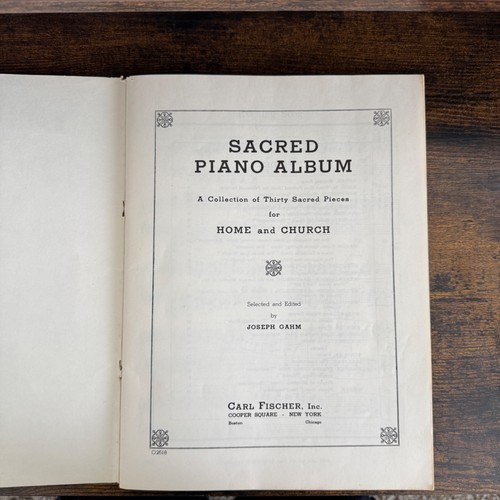 SACRED
PIANO ALBUM
A Collection of Thirty Sacred Pieces
for
HOME and CHURCH
Selected and Edited
by
JOSEPH GAHM
CARL FISCHER, Inc.
COOPER SQUARE - NEW YORK
Boston Chicago
O2619